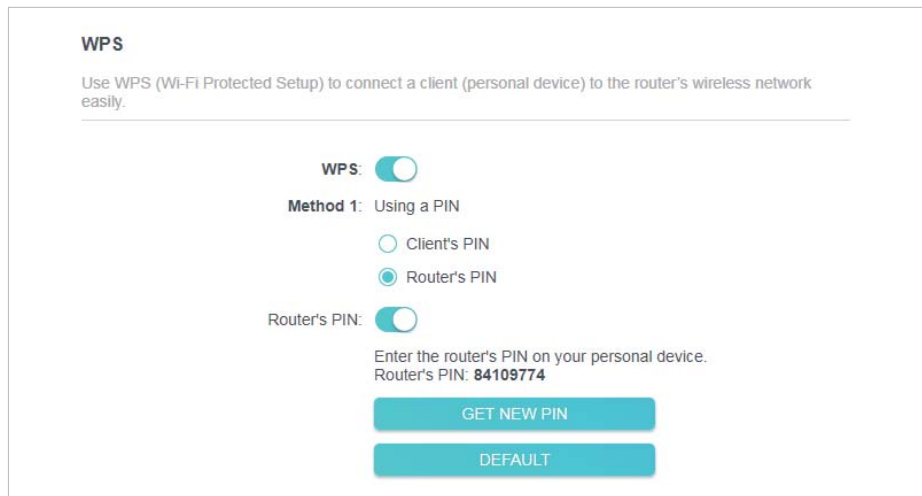 WPS
Use WPS (Wi-Fi Protected Setup) to connect a client (personal device) to the router's wireless network
easily.
WPS:
Method 1: Using a PIN
Client's PIN
Router's PIN
Router's PIN:
Enter the router's PIN on your personal device.
Router's PIN: 84109774
GET NEW PIN
DEFAULT